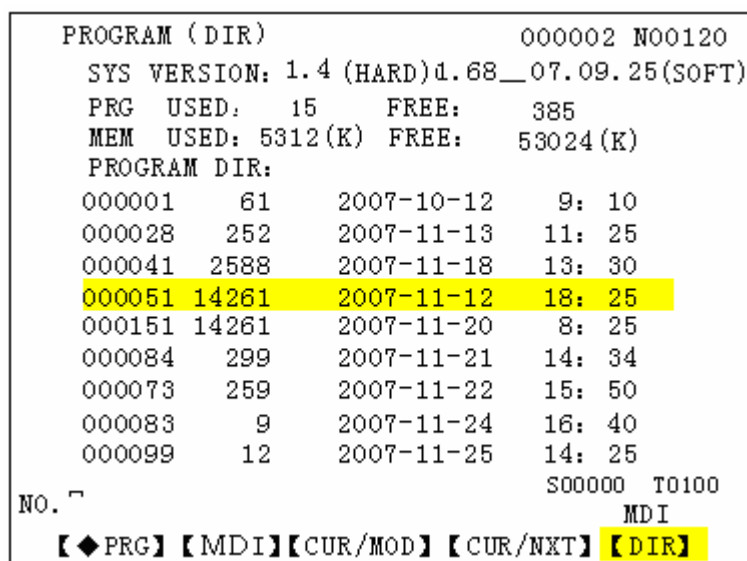 PROGRAM (DIR) 000002 N00120
SYS VERSION: 1.4 (HARD)d.68__07.09.25(SOFT)
PRG USED: 15 FREE: 385
MEM USED: 5312(K) FREE: 53024(K)
PROGRAM DIR:
000001 61 2007-10-12 9: 10
000028 252 2007-11-13 11: 25
000041 2588 2007-11-18 13: 30
000051 14261 2007-11-12 18: 25
000151 14261 2007-11-20 8: 25
000084 299 2007-11-21 14: 34
000073 259 2007-11-22 15: 50
000083 9 2007-11-24 16: 40
000099 12 2007-11-25 14: 25
S00000 T0100
NO.
MDI
【◆PRG】【MDI】【CUR/MOD】【CUR/NXT】【DIR】